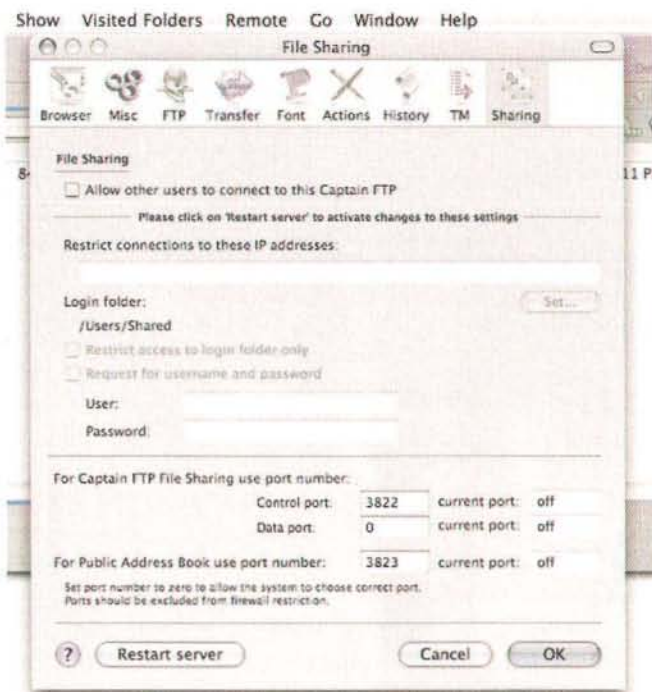 Show Visited Folders Remote Go Window Help
File Sharing
Browser Misc FTP Transfer Font Actions History TM Sharing
File Sharing
Allow other users to connect to this Captain FTP
Please click on 'Restart server' to activate changes to these settings
11 P
Restrict connections to these IP addresses:
Login folder: Set...
/Users/Shared
Restrict access to login folder only
Request for username and password
User:
Password:
For Captain FTP File Sharing use port number:
Control port: 3822 current port: off
Data port: 0 current port: off
For Public Address Book use port number: 3823 current port: off
Set port number to zero to allow the system to choose correct port.
Ports should be excluded from firewall restriction.
? Restart server Cancel OK